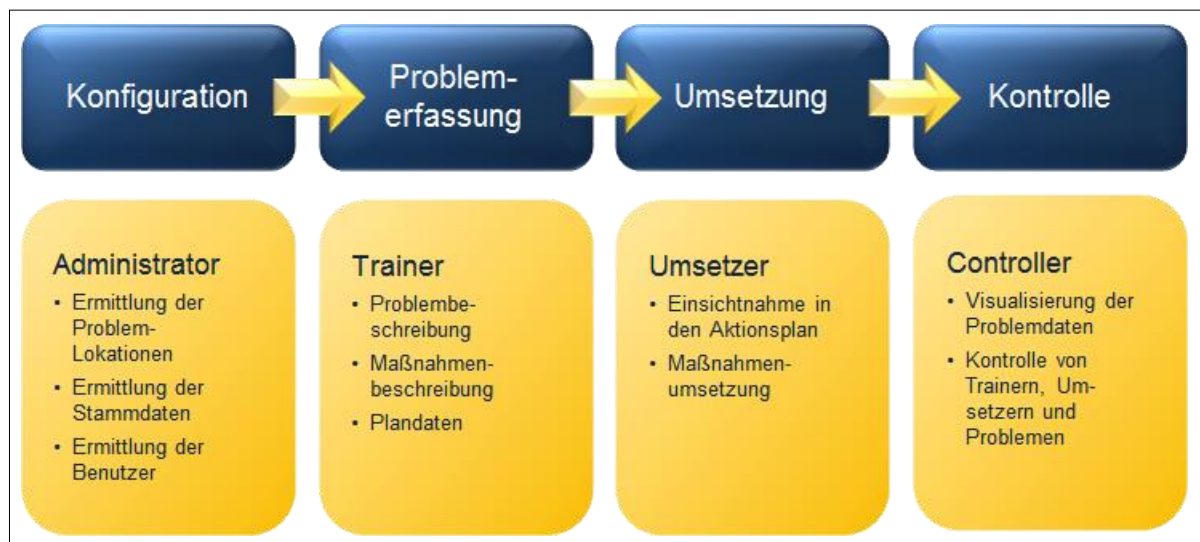 Konfiguration
Problem-
erfassung
Umsetzung
Kontrolle
Administrator
• Ermittlung der
Problem-
Lokationen
• Ermittlung der
Stammdaten
• Ermittlung der
Benutzer
Trainer
• Problembe-
schreibung
• Maßnahmen-
beschreibung
• Plandaten
Umsetzer
• Einsichtnahme in
den Aktionsplan
• Maßnahmen-
umsetzung
Controller
• Visualisierung der
Problemdaten
• Kontrolle von
Trainern, Um-
setzern und
Problemen